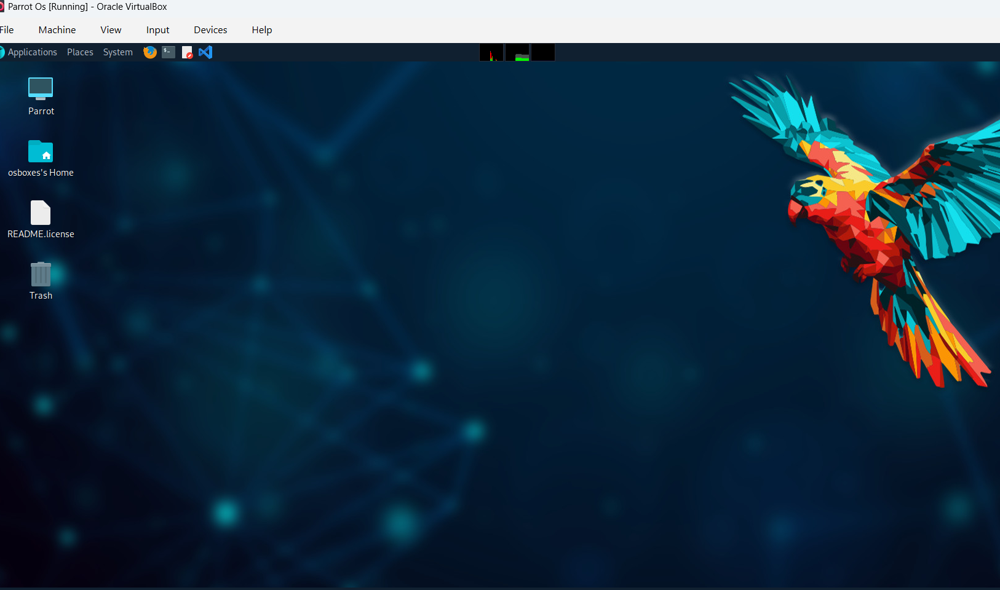 Parrot Os [Running] - Oracle VirtualBox
File Machine View Input Devices Help
Applications Places System
Parrot
osboxes's Home
README.license
Trash